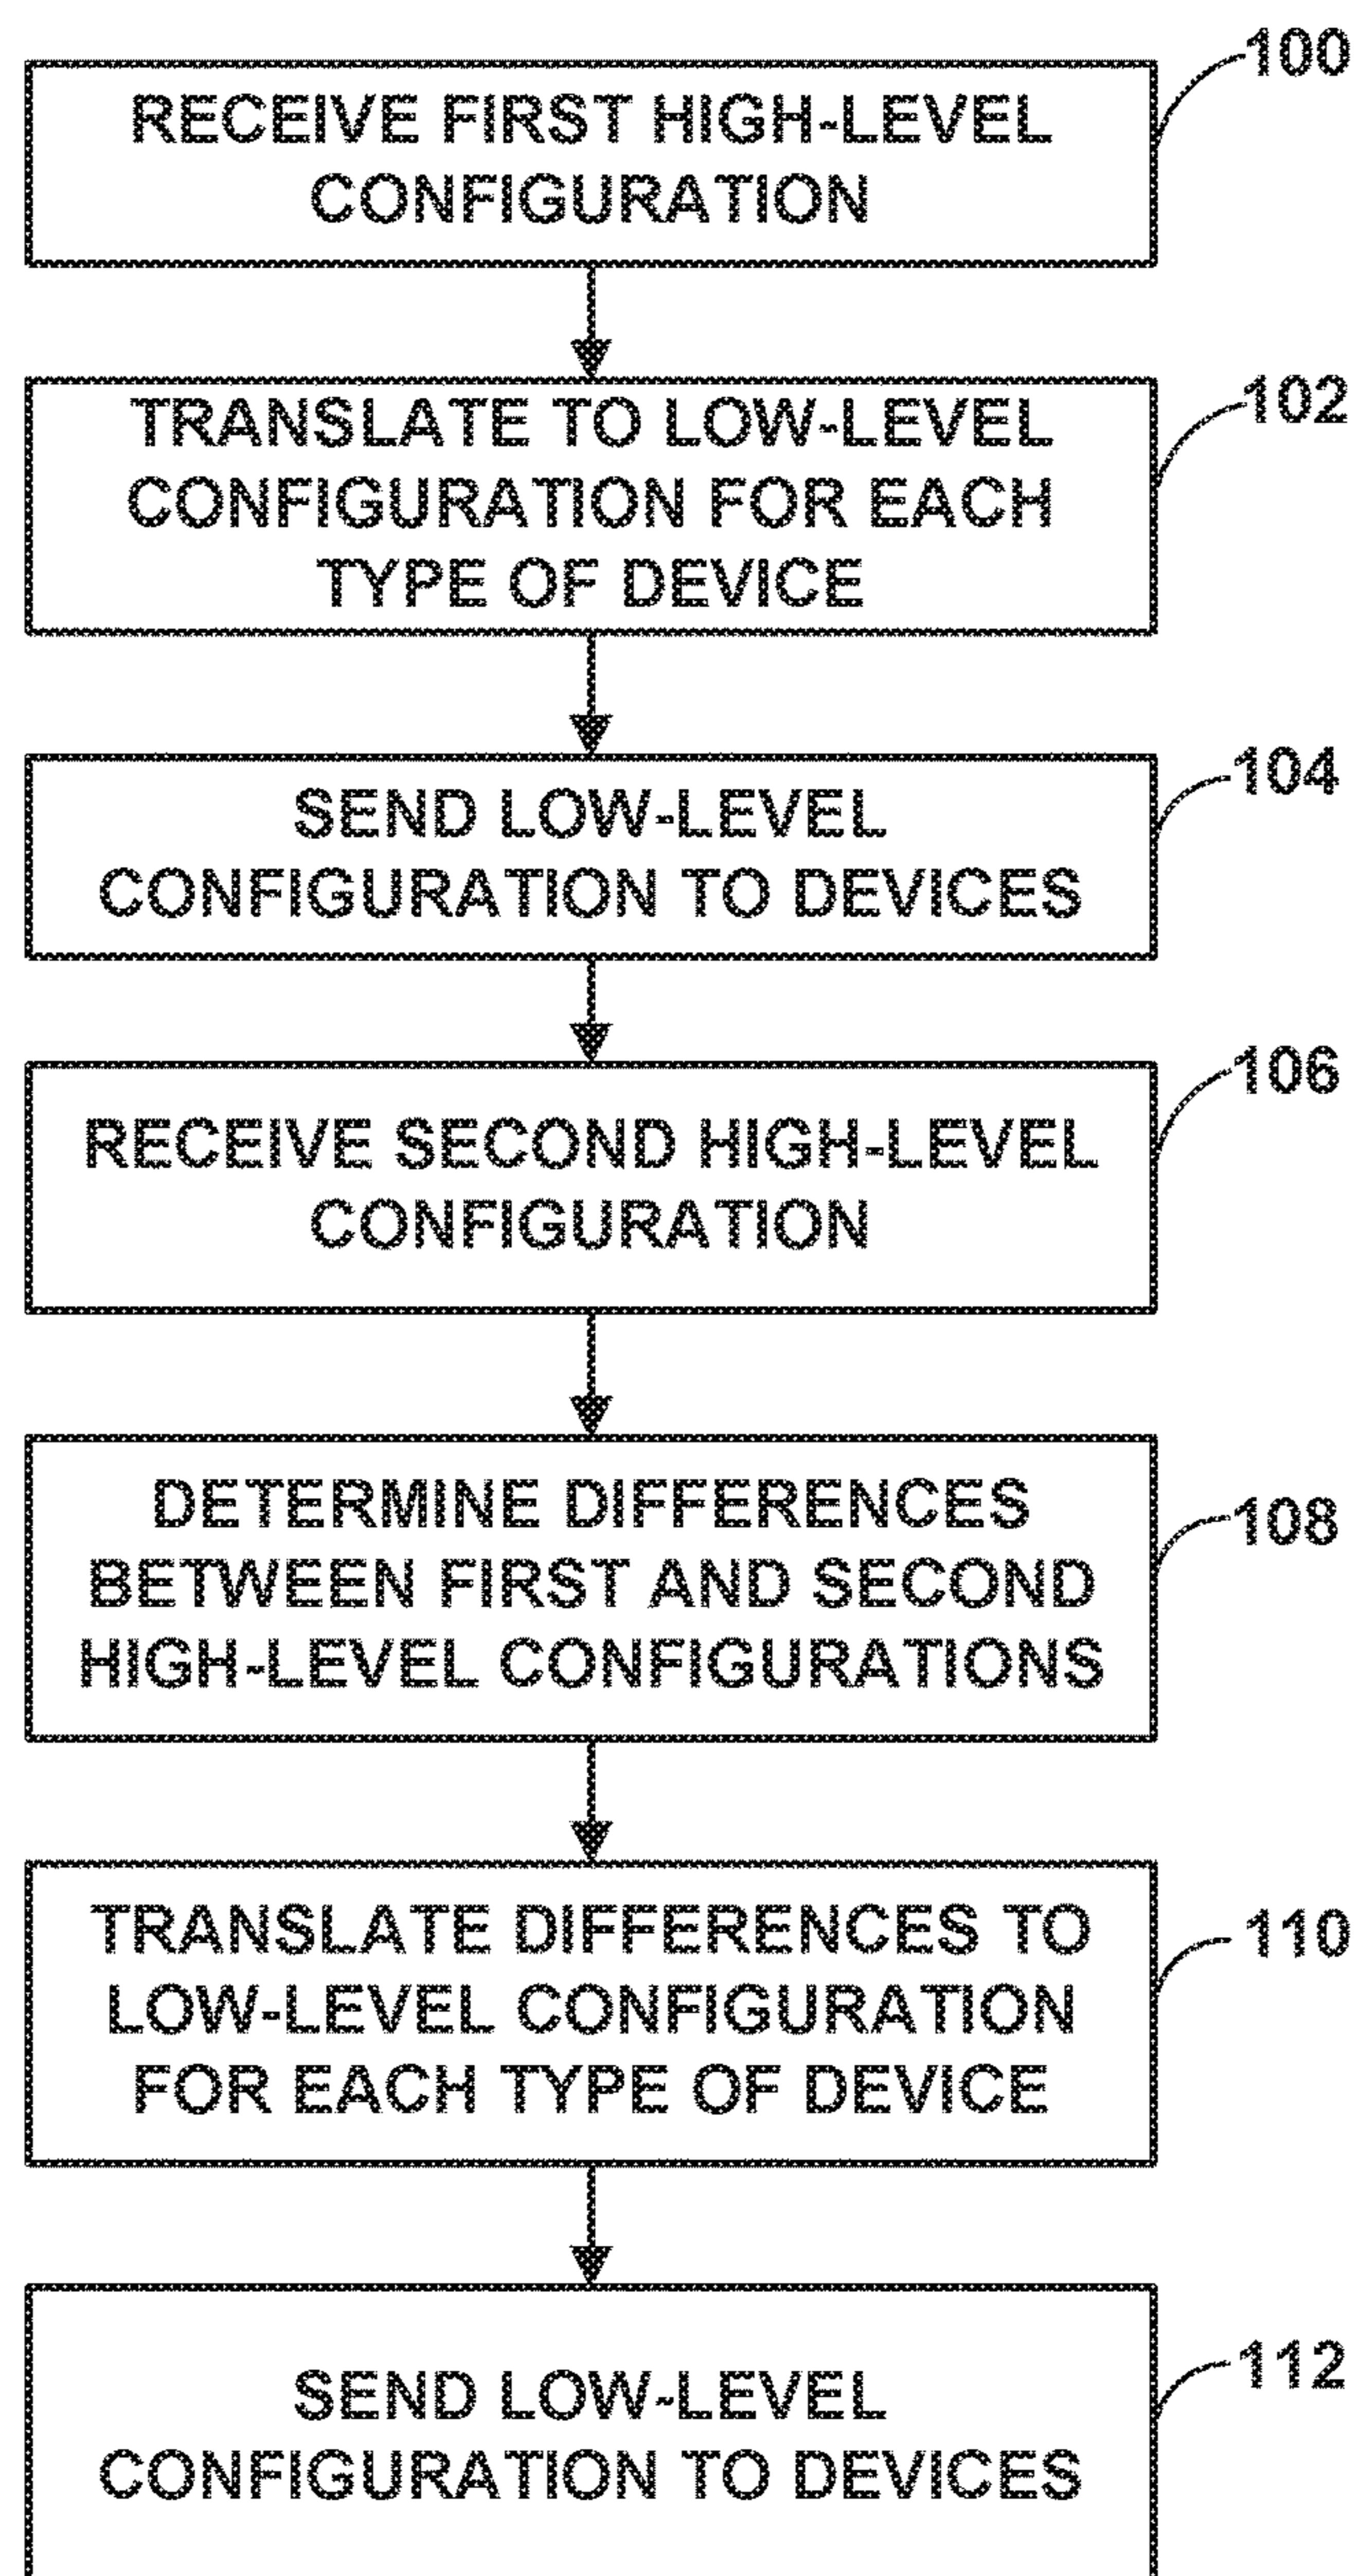 100
RECEIVE FIRST HIGH-LEVEL
CONFIGURATION
102
TRANSLATE TO LOW-LEVEL
CONFIGURATION FOR EACH
TYPE OF DEVICE
104
SEND LOW-LEVEL
CONFIGURATION TO DEVICES
106
RECEIVE SECOND HIGH-LEVEL
CONFIGURATION
108
DETERMINE DIFFERENCES
BETWEEN FIRST AND SECOND
HIGH-LEVEL CONFIGURATIONS
110
TRANSLATE DIFFERENCES TO
LOW-LEVEL CONFIGURATION
FOR EACH TYPE OF DEVICE
112
SEND LOW-LEVEL
CONFIGURATION TO DEVICES